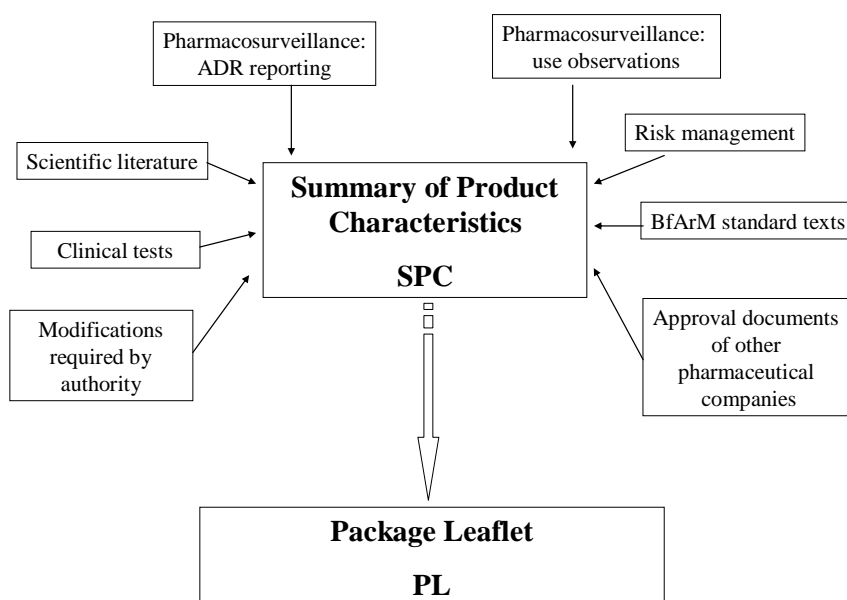 Pharmacosurveillance:
ADR reporting
Pharmacosurveillance:
use observations
Risk management
Scientific literature
Summary of Product
Characteristics
SPC
BfArM standard texts
Clinical tests
Modifications
required by
authority
Approval documents
of other
pharmaceutical
companies
Package Leaflet
PL